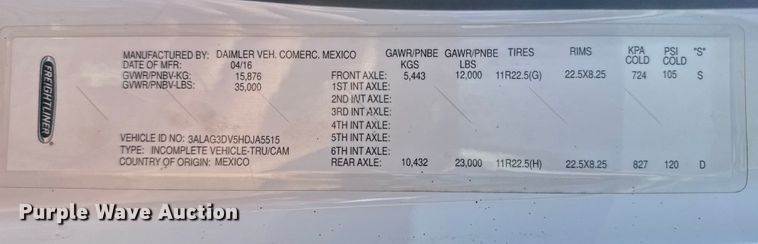 FREIGHTLINER
MANUFACTURED BY: DAIMLER VEH. COMERC. MEXICO GAWR/PNBE GAWR/PNBE TIRES RIMS KPA PSI "S"
DATE OF MFR: 04/16 KGS LBS COLD COLD
GVWR/PNBV-KG: 15,876 FRONT AXLE: 5,443 12,000 11R22.5(G) 22.5X8.25 724 105 S
GVWR/PNBV-LBS: 35,000 1ST INT AXLE:
2ND INT AXLE:
3RD INT AXLE:
4TH INT AXLE:
VEHICLE ID NO: 3ALAG3DV5HDJA5515 5TH INT AXLE:
TYPE: INCOMPLETE VEHICLE-TRU/CAM 6TH INT AXLE:
COUNTRY OF ORIGIN: MEXICO REAR AXLE: 10,432 23,000 11R22.5(H) 22.5X8.25 827 120 D
Purple Wave Auction